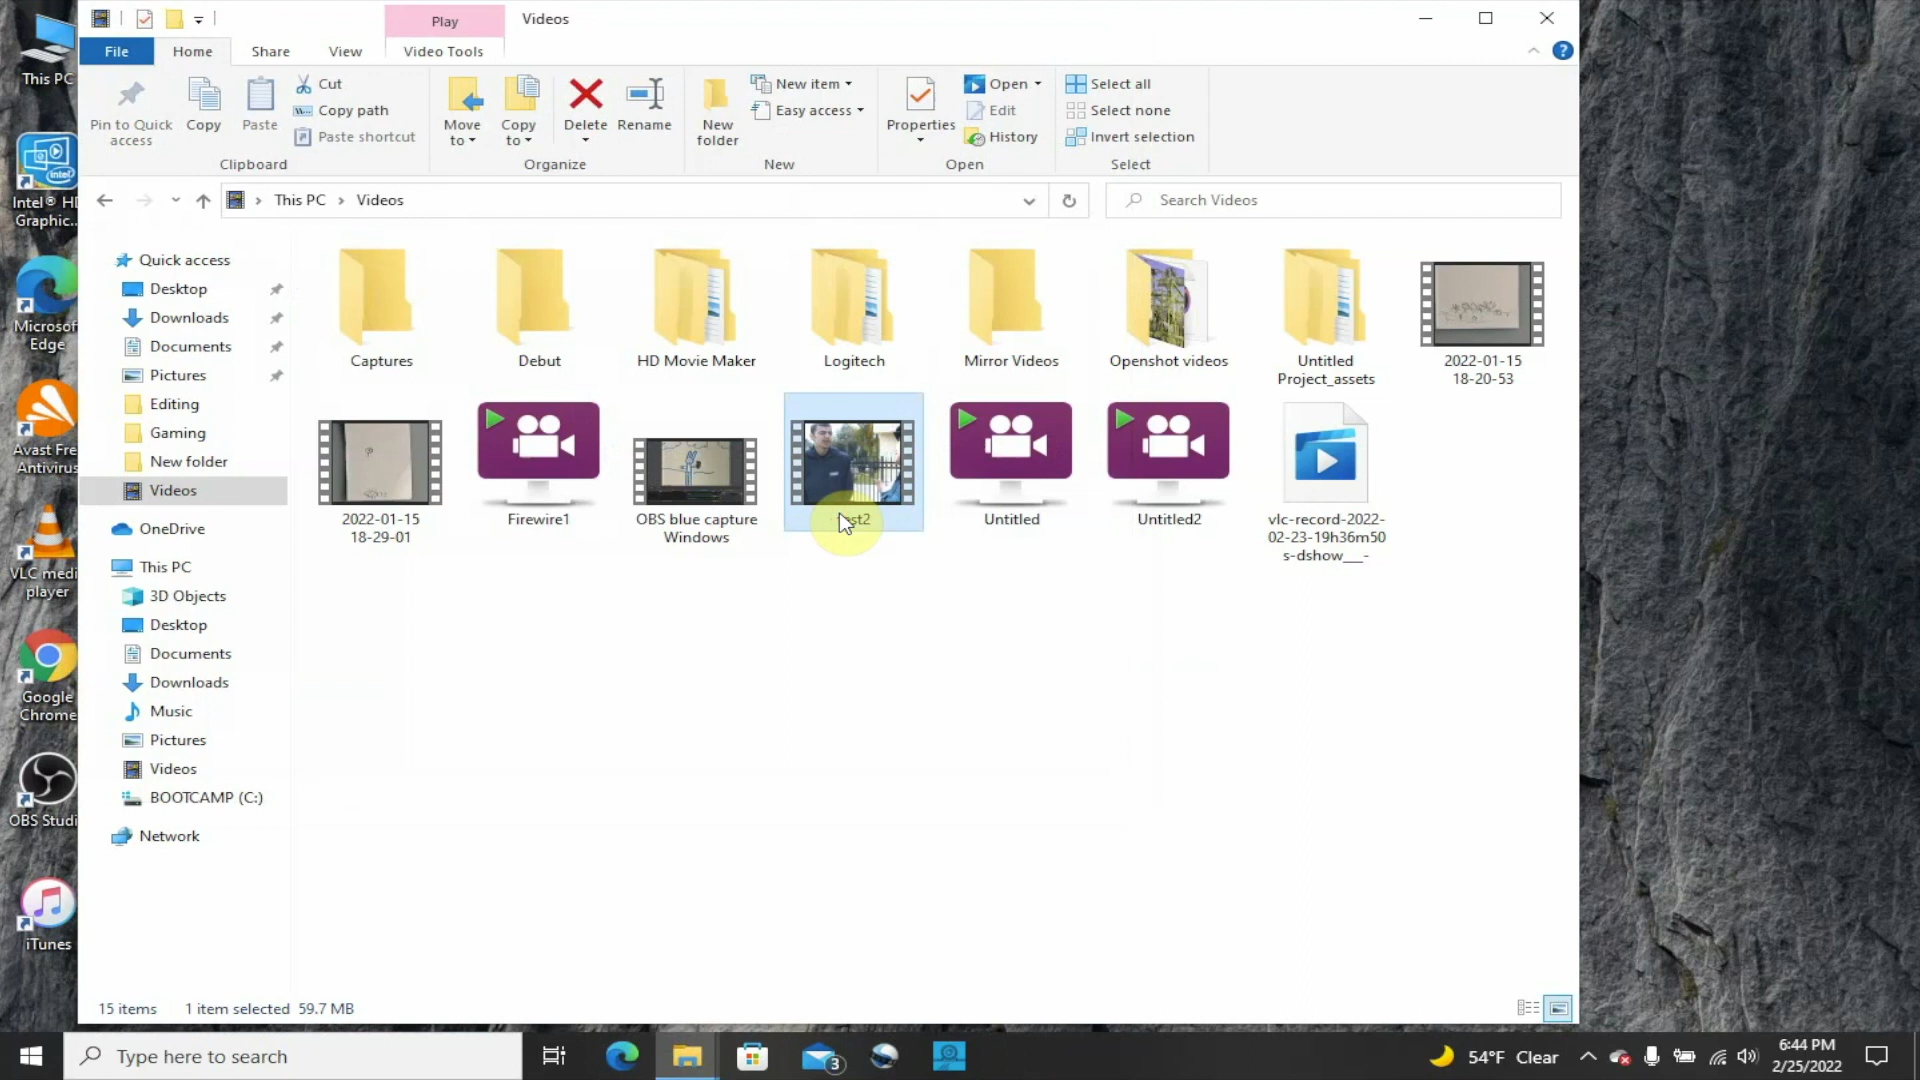 Play
Videos
File
Home
Share
View
Video Tools
Pin to Quick
access
Copy
Paste
Cut
Copy path
Paste shortcut
Clipboard
Move
to
Copy
to
Delete
Rename
Organize
New
folder
New item
Easy access
New
Properties
Open
Edit
History
Open
Select all
Select none
Invert selection
Select
This PC
Videos
Search Videos
Quick access
Desktop
Downloads
Documents
Pictures
Editing
Gaming
New folder
Videos
OneDrive
This PC
3D Objects
Desktop
Documents
Downloads
Music
Pictures
Videos
BOOTCAMP (C:)
Network
Captures
Debut
HD Movie Maker
Logitech
Mirror Videos
Openshot videos
Untitled
Project_assets
2022-01-15
18-20-53
2022-01-15
18-29-01
Firewire1
OBS blue capture
Windows
Untitled
Untitled2
vlc-record-2022-
02-23-19h36m50
s-dshow___-
15 items
1 item selected 59.7 MB
This PC
intel
Intel® HD
Graphic...
Microsof
Edge
Avast Fre
Antivirus
VLC medi
player
Google
Chrome
OBS Studi
iTunes
Type here to search
3
54°F Clear
6:44 PM
2/25/2022